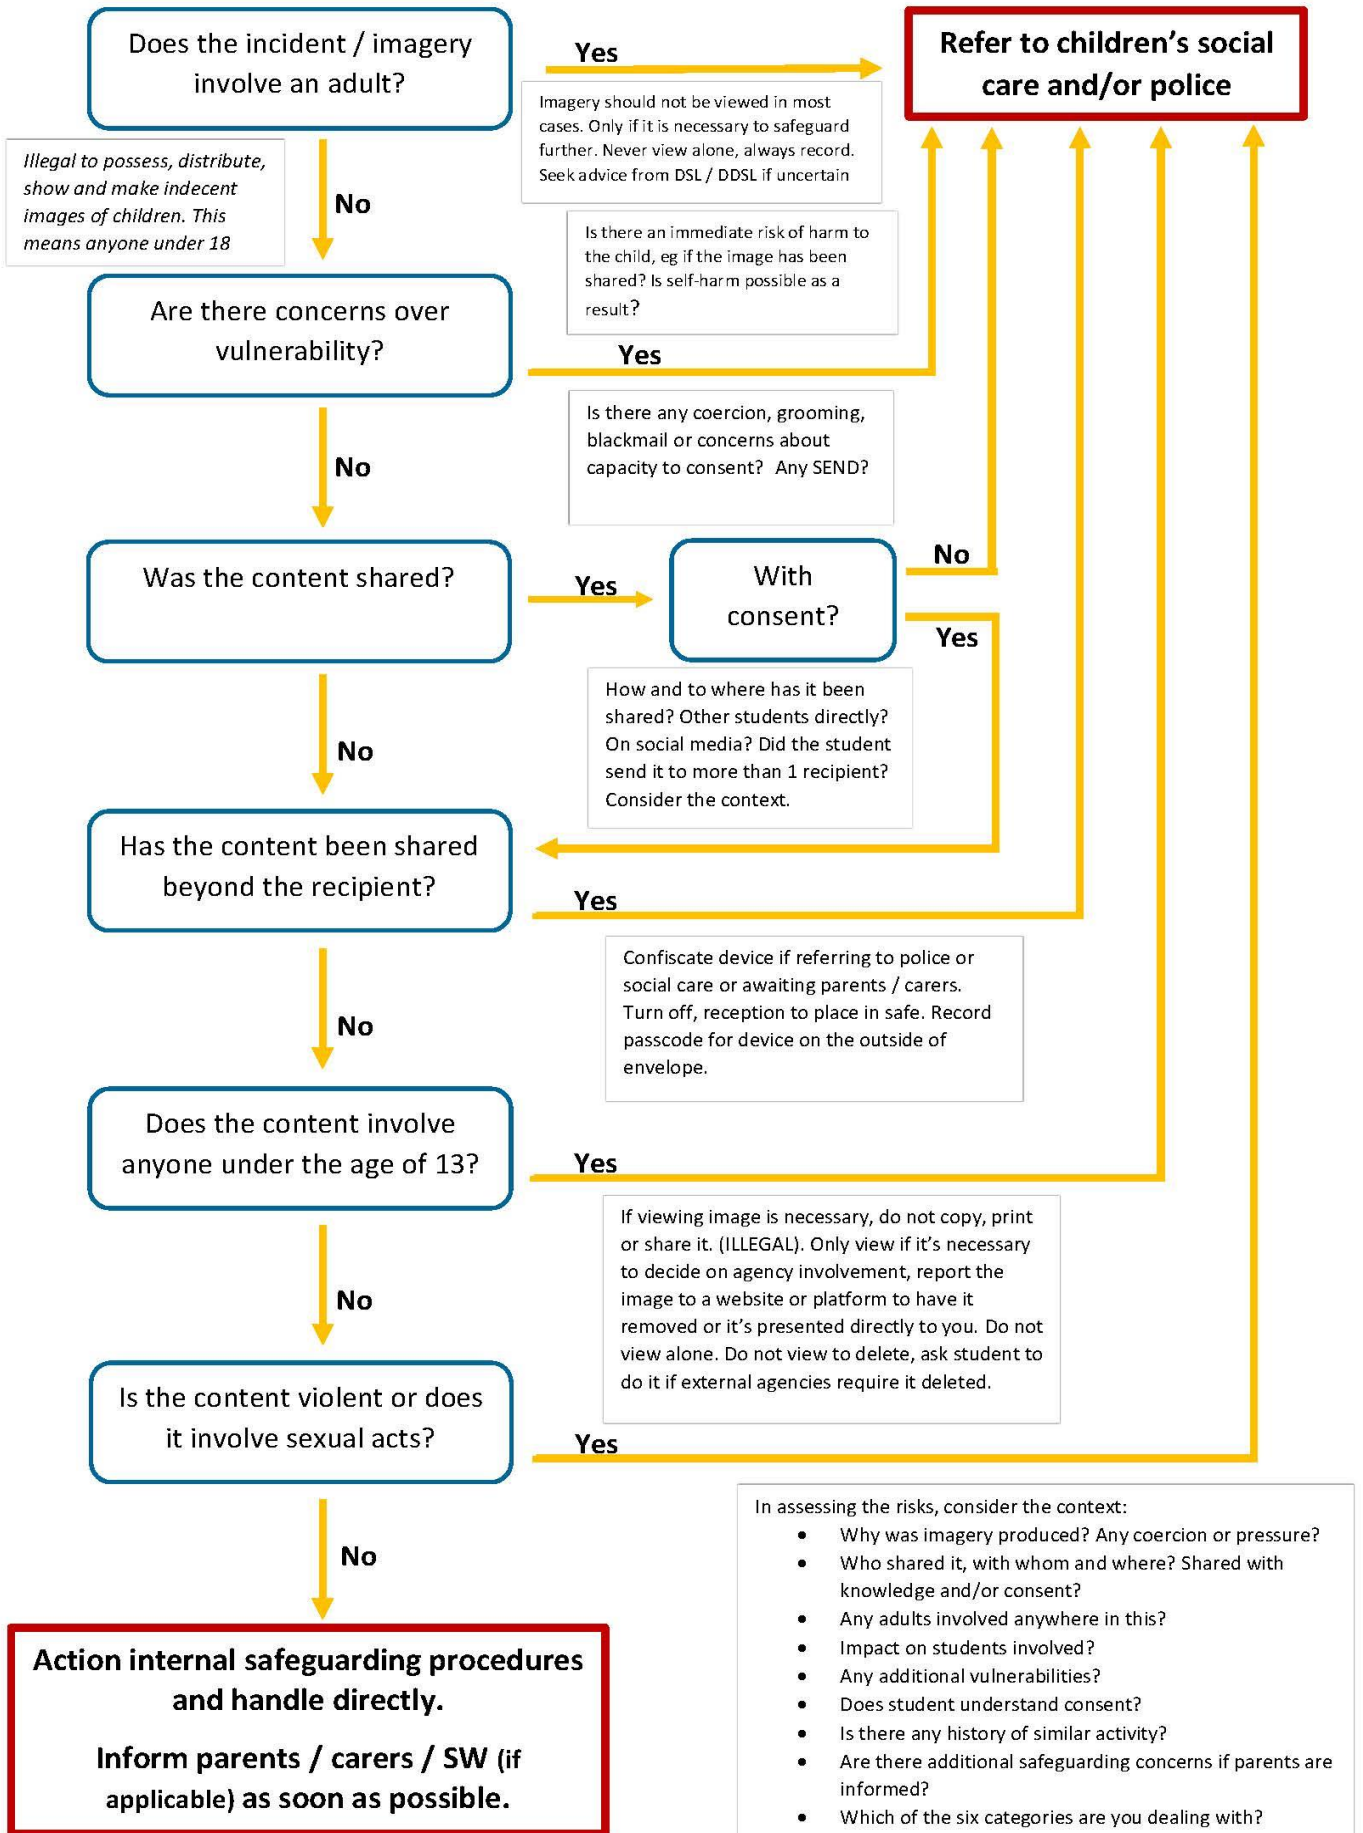 Does the incident / imagery
involve an adult?
Yes
Refer to children’s social
care and/or police
Imagery should not be viewed in most
cases. Only if it is necessary to safeguard
further. Never view alone, always record.
Seek advice from DSL / DDSL if uncertain
Illegal to possess, distribute,
show and make indecent
images of children. This
means anyone under 18
No
Is there an immediate risk of harm to
the child, eg if the image has been
shared? Is self-harm possible as a
result?
Are there concerns over
vulnerability?
Yes
Is there any coercion, grooming,
blackmail or concerns about
capacity to consent?  Any SEND?
No
Was the content shared?
Yes
With
consent?
No
Yes
How and to where has it been
shared? Other students directly?
On social media? Did the student
send it to more than 1 recipient?
Consider the context.
No
Has the content been shared
beyond the recipient?
Yes
Confiscate device if referring to police or
social care or awaiting parents / carers.
Turn off, reception to place in safe. Record
passcode for device on the outside of
envelope.
No
Does the content involve
anyone under the age of 13?
Yes
If viewing image is necessary, do not copy, print
or share it. (ILLEGAL). Only view if it’s necessary
to decide on agency involvement, report the
image to a website or platform to have it
removed or it’s presented directly to you. Do not
view alone. Do not view to delete, ask student to
do it if external agencies require it deleted.
No
Is the content violent or does
it involve sexual acts?
Yes
No
In assessing the risks, consider the context:
• Why was imagery produced? Any coercion or pressure?
• Who shared it, with whom and where? Shared with
knowledge and/or consent?
• Any adults involved anywhere in this?
• Impact on students involved?
• Any additional vulnerabilities?
• Does student understand consent?
• Is there any history of similar activity?
• Are there additional safeguarding concerns if parents are
informed?
• Which of the six categories are you dealing with?
Action internal safeguarding procedures
and handle directly.
Inform parents / carers / SW (if
applicable) as soon as possible.